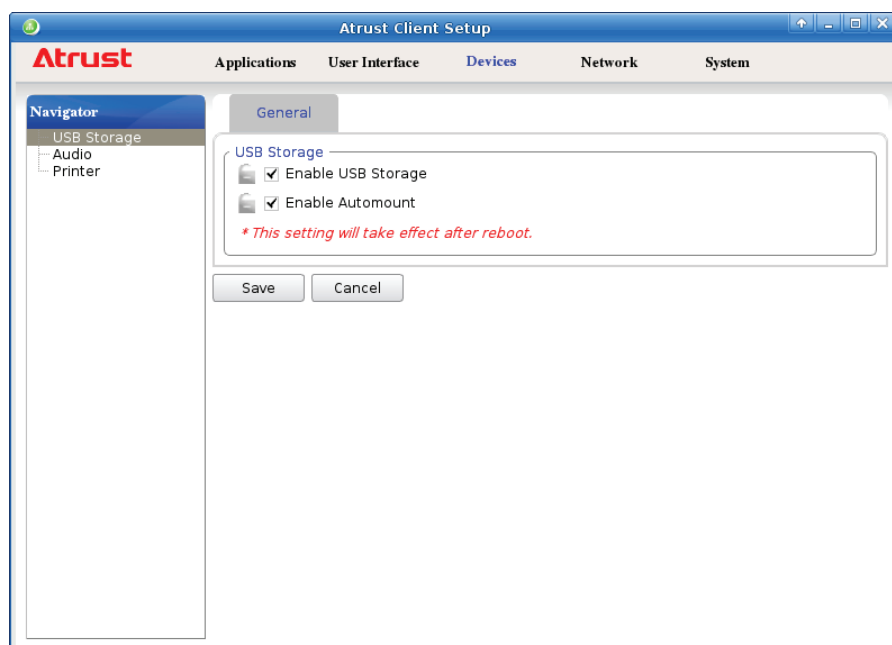 Atrust Client Setup
Atrust
Applications User Interface Devices Network System
Navigator
USB Storage
Audio
Printer
General
USB Storage
Enable USB Storage
Enable Automount
* This setting will take effect after reboot.
Save Cancel